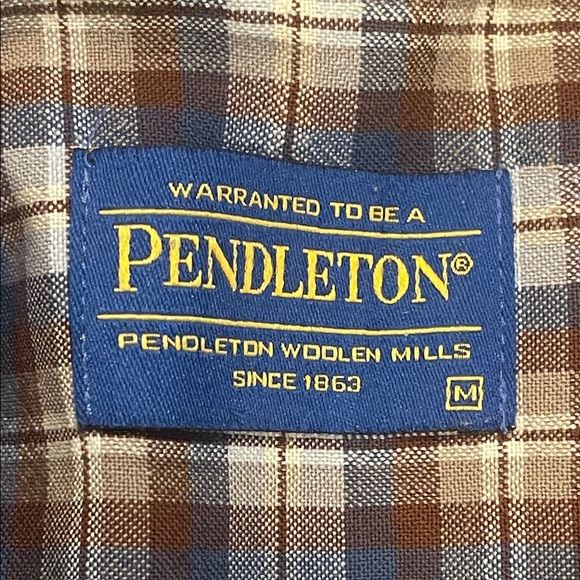 WARRANTED TO BE A
PENDLETON®
PENDLETON WOOLEN MILLS
SINCE 1863
M